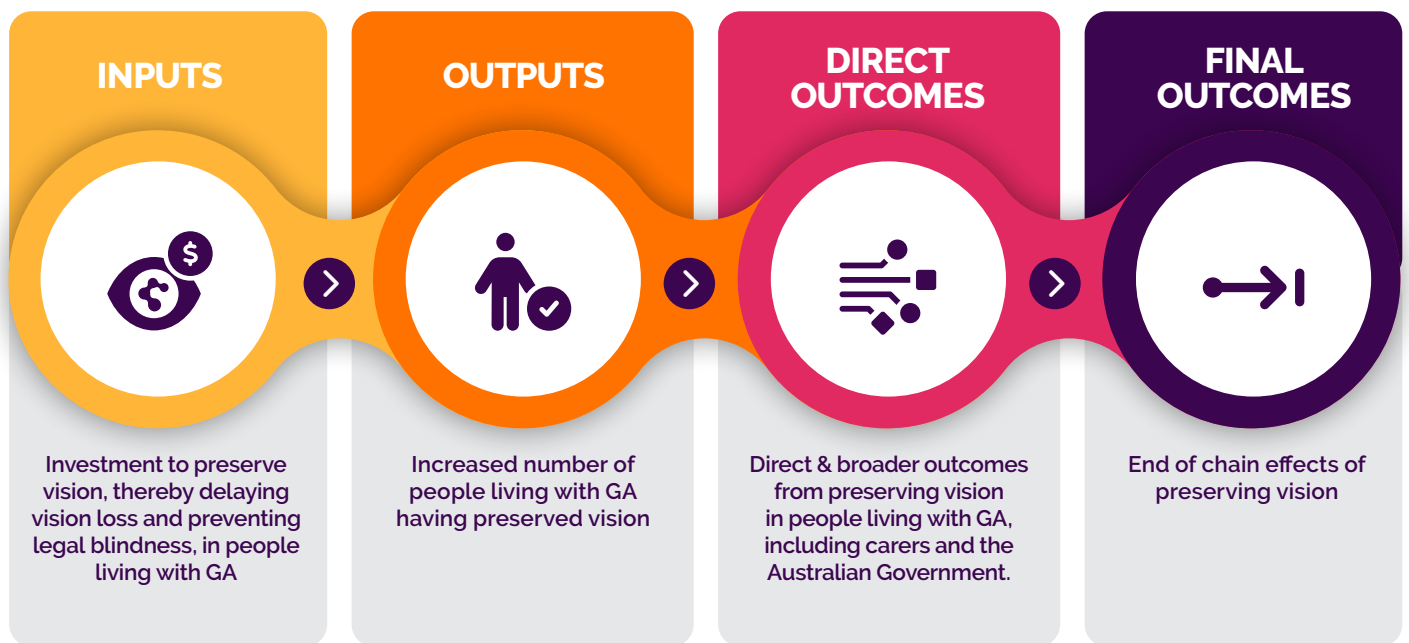 INPUTS
Investment to preserve
vision, thereby delaying
vision loss and preventing
legal blindness, in people
living with GA
OUTPUTS
Increased number of
people living with GA
having preserved vision
DIRECT
OUTCOMES
Direct & broader outcomes
from preserving vision
in people living with GA,
including carers and the
Australian Government.
FINAL
OUTCOMES
End of chain effects of
preserving vision
$